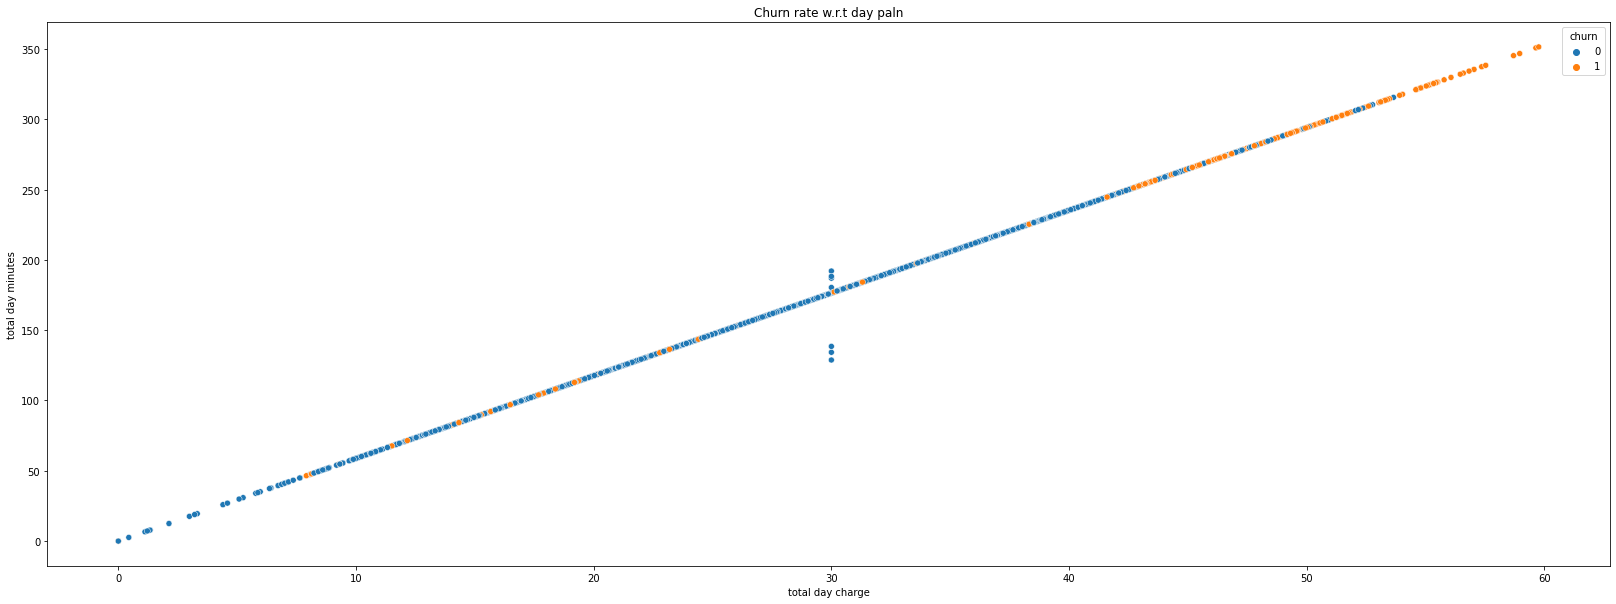 Churn rate w.r.t day paln
churn
0
1
350
300
250
200
150
100
50
0
total day minutes
0 10 20 30 40 50 60
total day charge